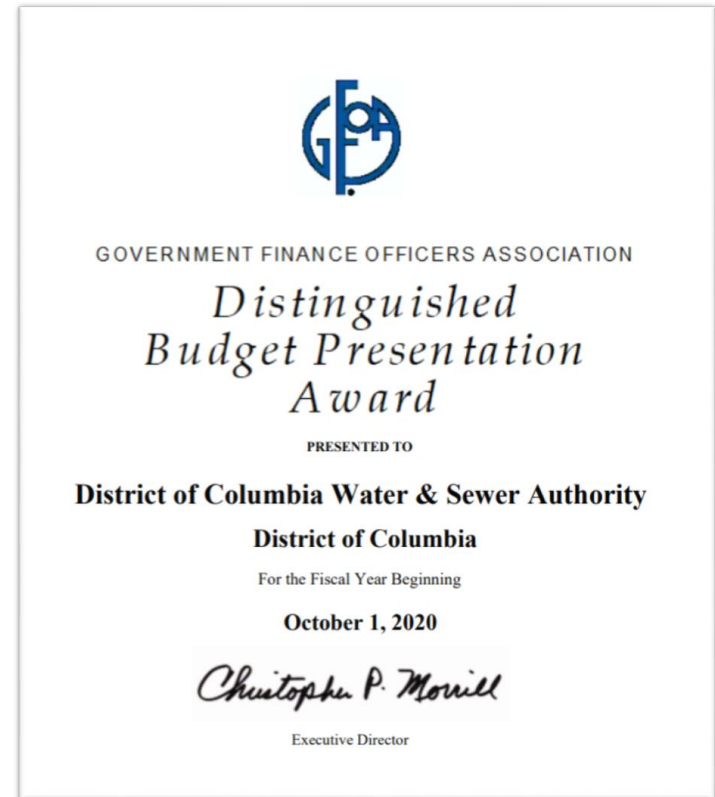 GFOA
GOVERNMENT FINANCE OFFICERS ASSOCIATION
Distinguished
Budget Presentation
Award
PRESENTED TO
District of Columbia Water & Sewer Authority
District of Columbia
For the Fiscal Year Beginning
October 1, 2020
Christopher P. Morrill
Executive Director